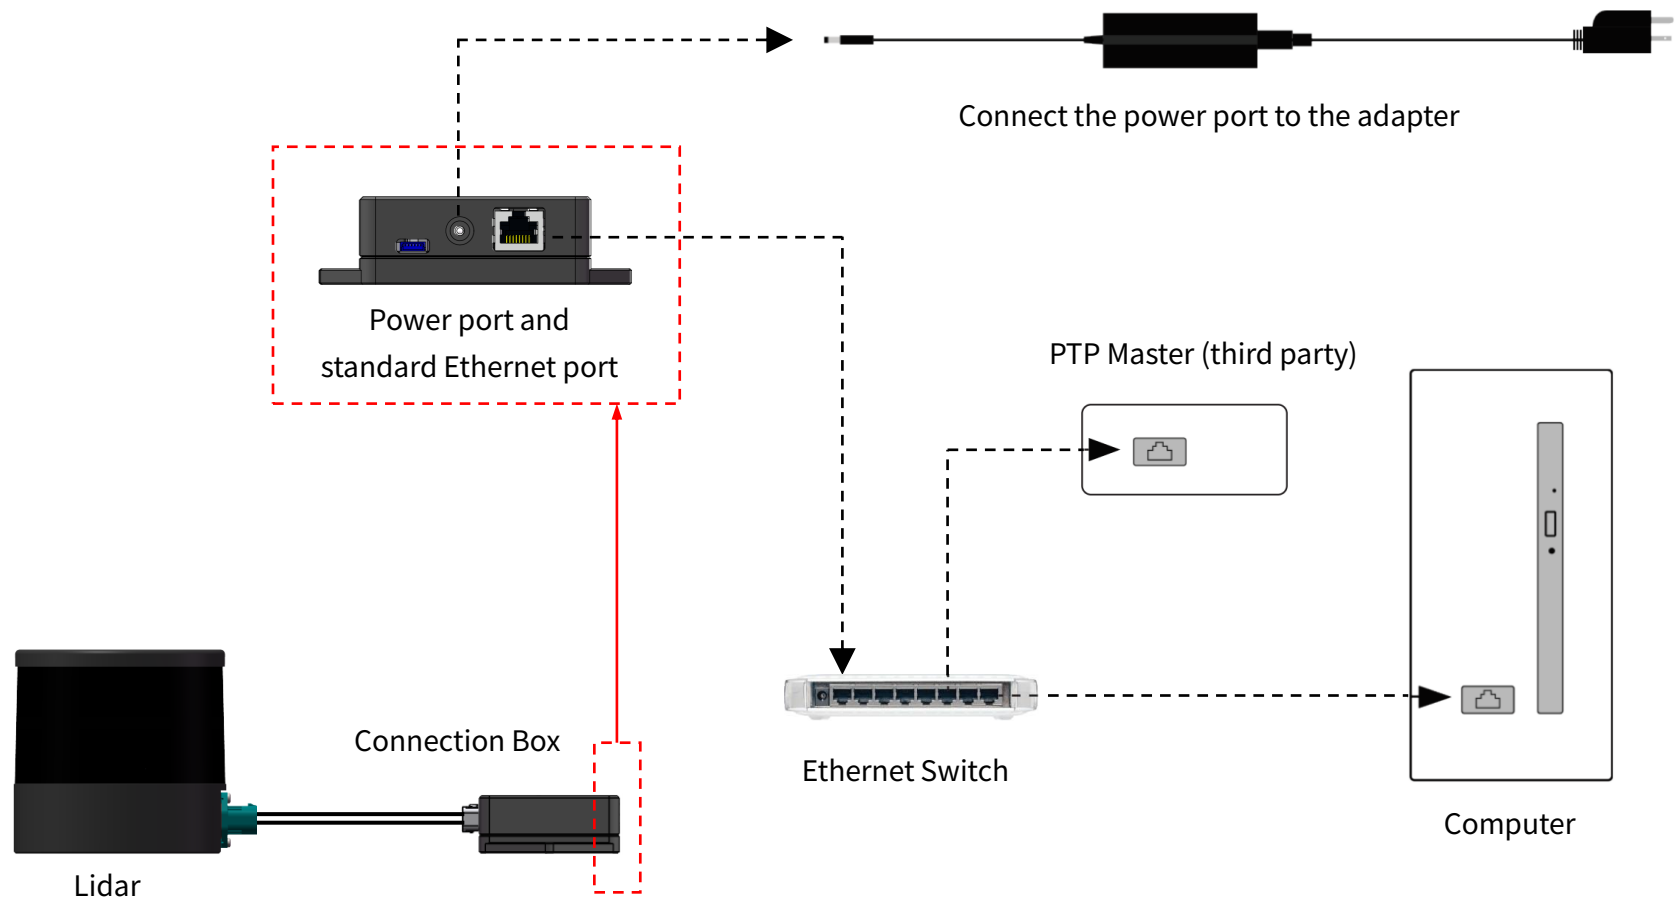 Connect the power port to the adapter
Power port and
standard Ethernet port
PTP Master (third party)
Connection Box
Ethernet Switch
Computer
Lidar